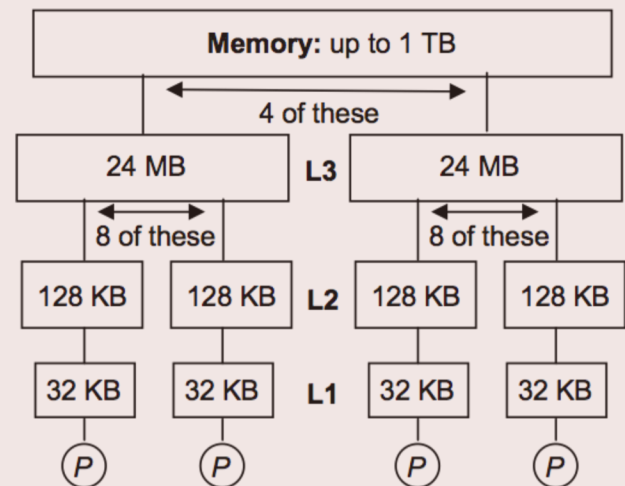 Memory: up to 1 TB
4 of these
24 MB L3 24 MB
8 of these 8 of these
128 KB 128 KB L2 128 KB 128 KB
32 KB 32 KB L1 32 KB 32 KB
P P P P